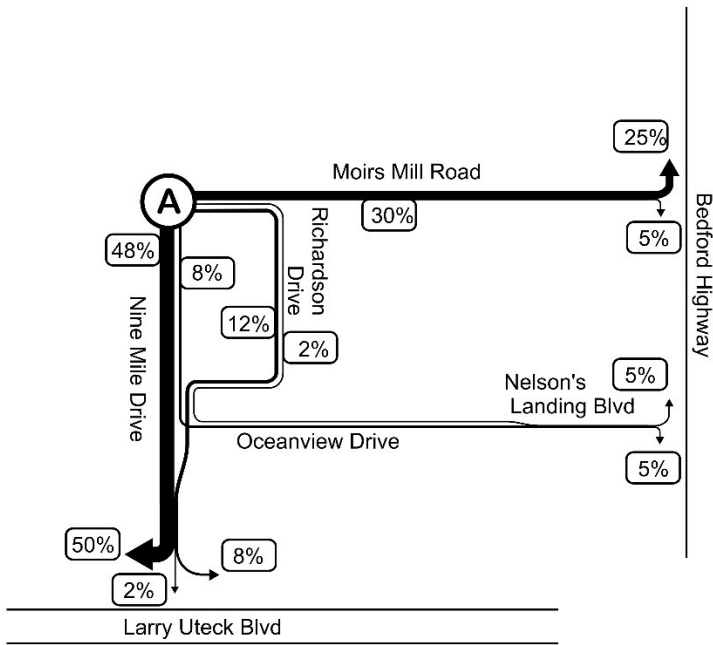 25%
Moirs Mill Road
A
30%
5%
Bedford Highway
48%
8%
Richardson
Drive
12%
2%
Nine Mile Drive
5%
Nelson's
Landing Blvd
Oceanview Drive
5%
50%
8%
2%
Larry Uteck Blvd